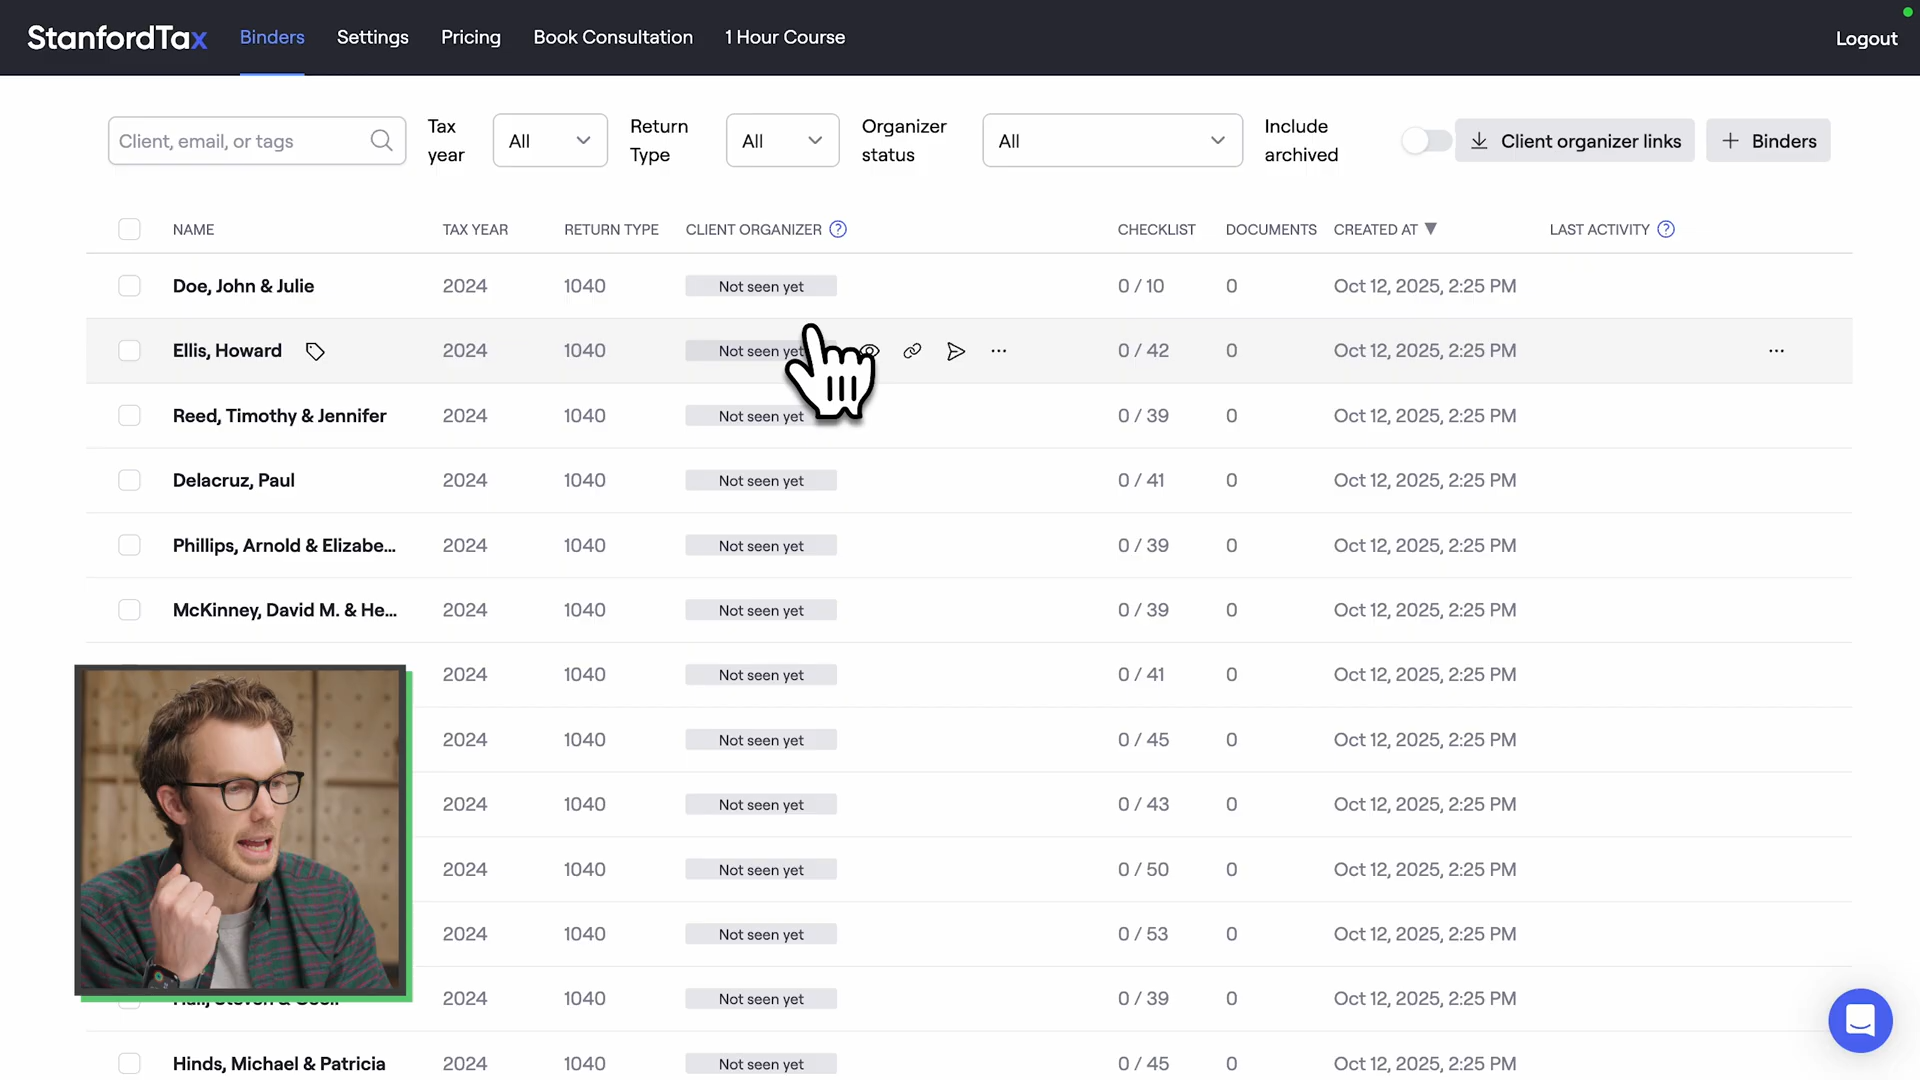 StanfordTax Binders Settings Pricing Book Consultation 1 Hour Course Logout
Client, email, or tags Tax year All Return Type All Organizer status All Include archived Client organizer links + Binders
NAME TAX YEAR RETURN TYPE CLIENT ORGANIZER ? CHECKLIST DOCUMENTS CREATED AT ▼ LAST ACTIVITY ?
Doe, John & Julie 2024 1040 Not seen yet 0 / 10 0 Oct 12, 2025, 2:25 PM
Ellis, Howard 2024 1040 Not seen yet ... 0 / 42 0 Oct 12, 2025, 2:25 PM ...
Reed, Timothy & Jennifer 2024 1040 Not seen yet 0 / 39 0 Oct 12, 2025, 2:25 PM
Delacruz, Paul 2024 1040 Not seen yet 0 / 41 0 Oct 12, 2025, 2:25 PM
Phillips, Arnold & Elizabe... 2024 1040 Not seen yet 0 / 39 0 Oct 12, 2025, 2:25 PM
McKinney, David M. & He... 2024 1040 Not seen yet 0 / 39 0 Oct 12, 2025, 2:25 PM
2024 1040 Not seen yet 0 / 41 0 Oct 12, 2025, 2:25 PM
2024 1040 Not seen yet 0 / 45 0 Oct 12, 2025, 2:25 PM
2024 1040 Not seen yet 0 / 43 0 Oct 12, 2025, 2:25 PM
2024 1040 Not seen yet 0 / 50 0 Oct 12, 2025, 2:25 PM
2024 1040 Not seen yet 0 / 53 0 Oct 12, 2025, 2:25 PM
2024 1040 Not seen yet 0 / 39 0 Oct 12, 2025, 2:25 PM
Hinds, Michael & Patricia 2024 1040 Not seen yet 0 / 45 0 Oct 12, 2025, 2:25 PM